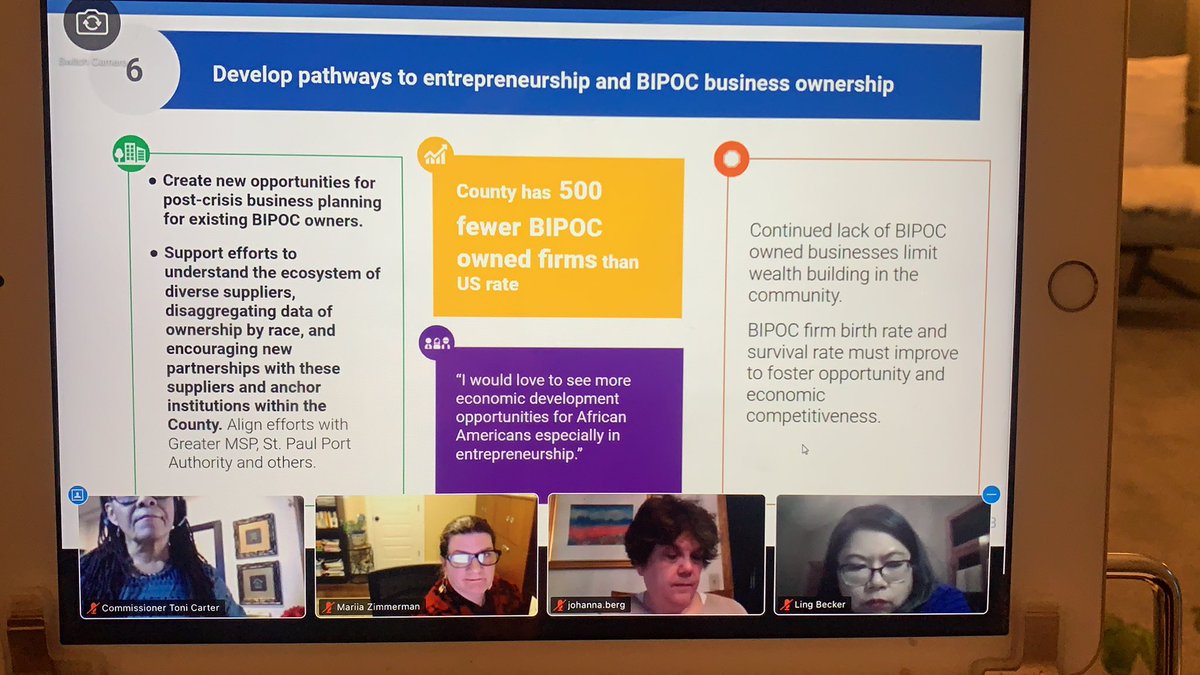 Switch Camera
6
Develop pathways to entrepreneurship and BIPOC business ownership
• Create new opportunities for
post-crisis business planning
for existing BIPOC owners.
• Support efforts to
understand the ecosystem of
diverse suppliers,
disaggregating data of
ownership by race, and
encouraging new
partnerships with these
suppliers and anchor
institutions within the
County. Align efforts with
Greater MSP, St. Paul Port
Authority and others.
County has 500
fewer BIPOC
owned firms than
US rate
“I would love to see more
economic development
opportunities for African
Americans especially in
entrepreneurship.”
Continued lack of BIPOC
owned businesses limit
wealth building in the
community.
BIPOC firm birth rate and
survival rate must improve
to foster opportunity and
economic
competitiveness.
Commissioner Toni Carter
Mariia Zimmerman
johanna.berg
Ling Becker